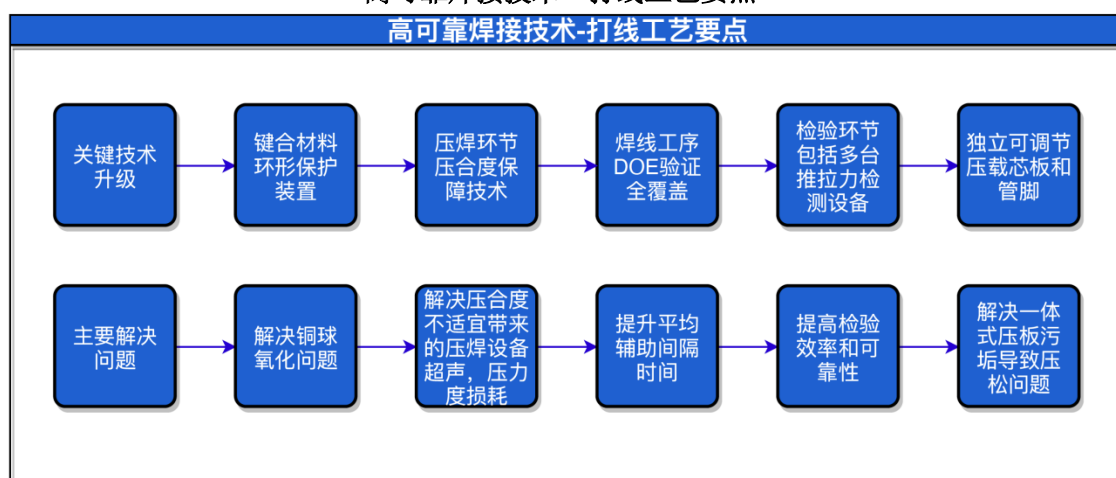 高可靠焊接技术-打线工艺要点
关键技术
升级
键合材料
环形保护
装置
压焊环节
压合度保
障技术
焊线工序
DOE验证
全覆盖
检验环节
包括多台
推拉力检
测设备
独立可调节
压载芯板和
管脚
主要解决
问题
解决铜球
氧化问题
解决压合度
不适宜带来
的压焊设备
超声，压力
度损耗
提升平均
辅助间隔
时间
提高检验
效率和可
靠性
解决一体
式压板污
垢导致压
松问题